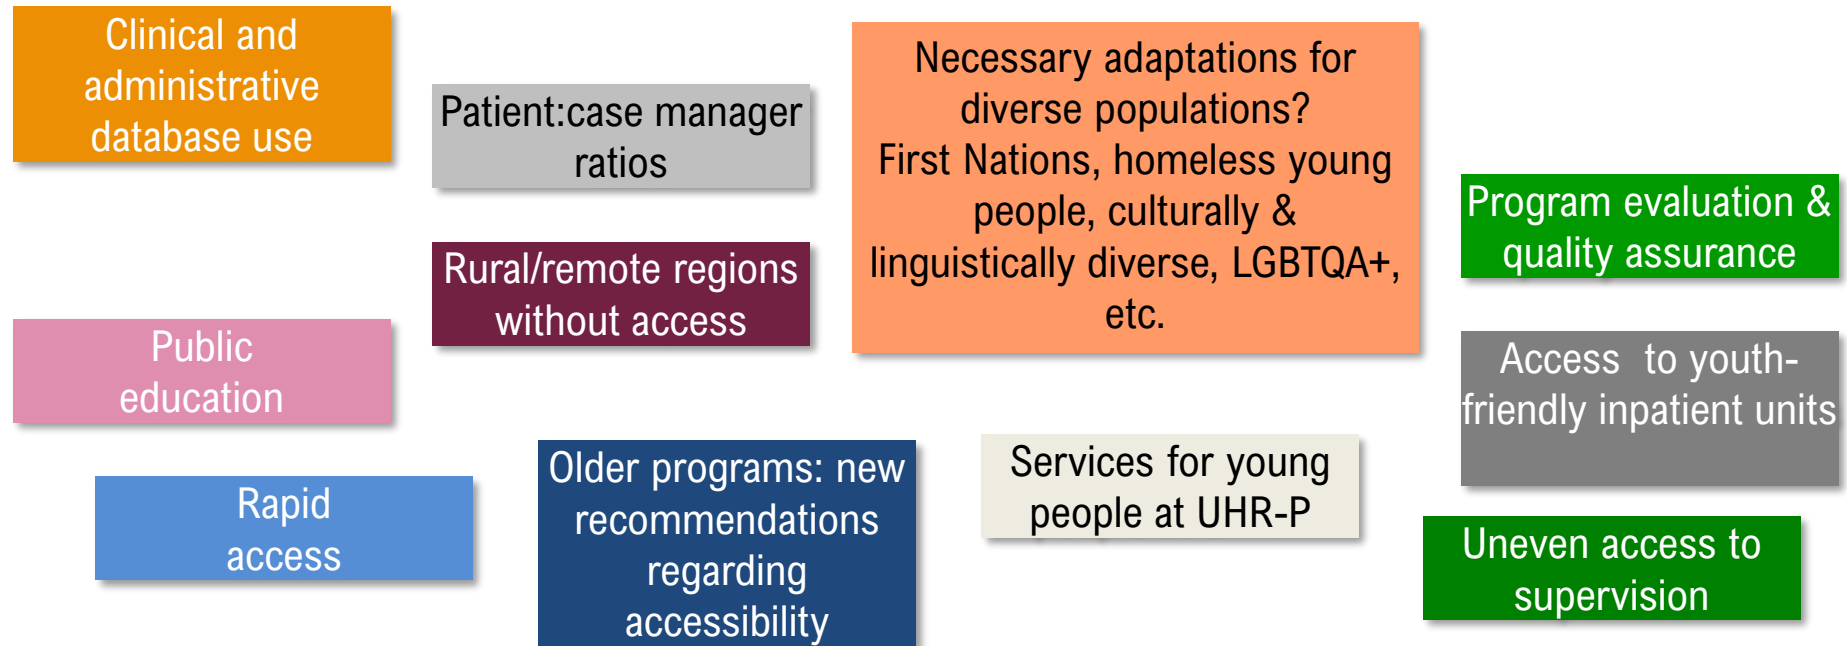 Clinical and
administrative
database use
Patient:case manager
ratios
Necessary adaptations for
diverse populations?
First Nations, homeless young
people, culturally &
linguistically diverse, LGBTQA+,
etc.
Program evaluation &
quality assurance
Rural/remote regions
without access
Public
education
Access to youth-
friendly inpatient units
Rapid
access
Older programs: new
recommendations
regarding
accessibility
Services for young
people at UHR-P
Uneven access to
supervision